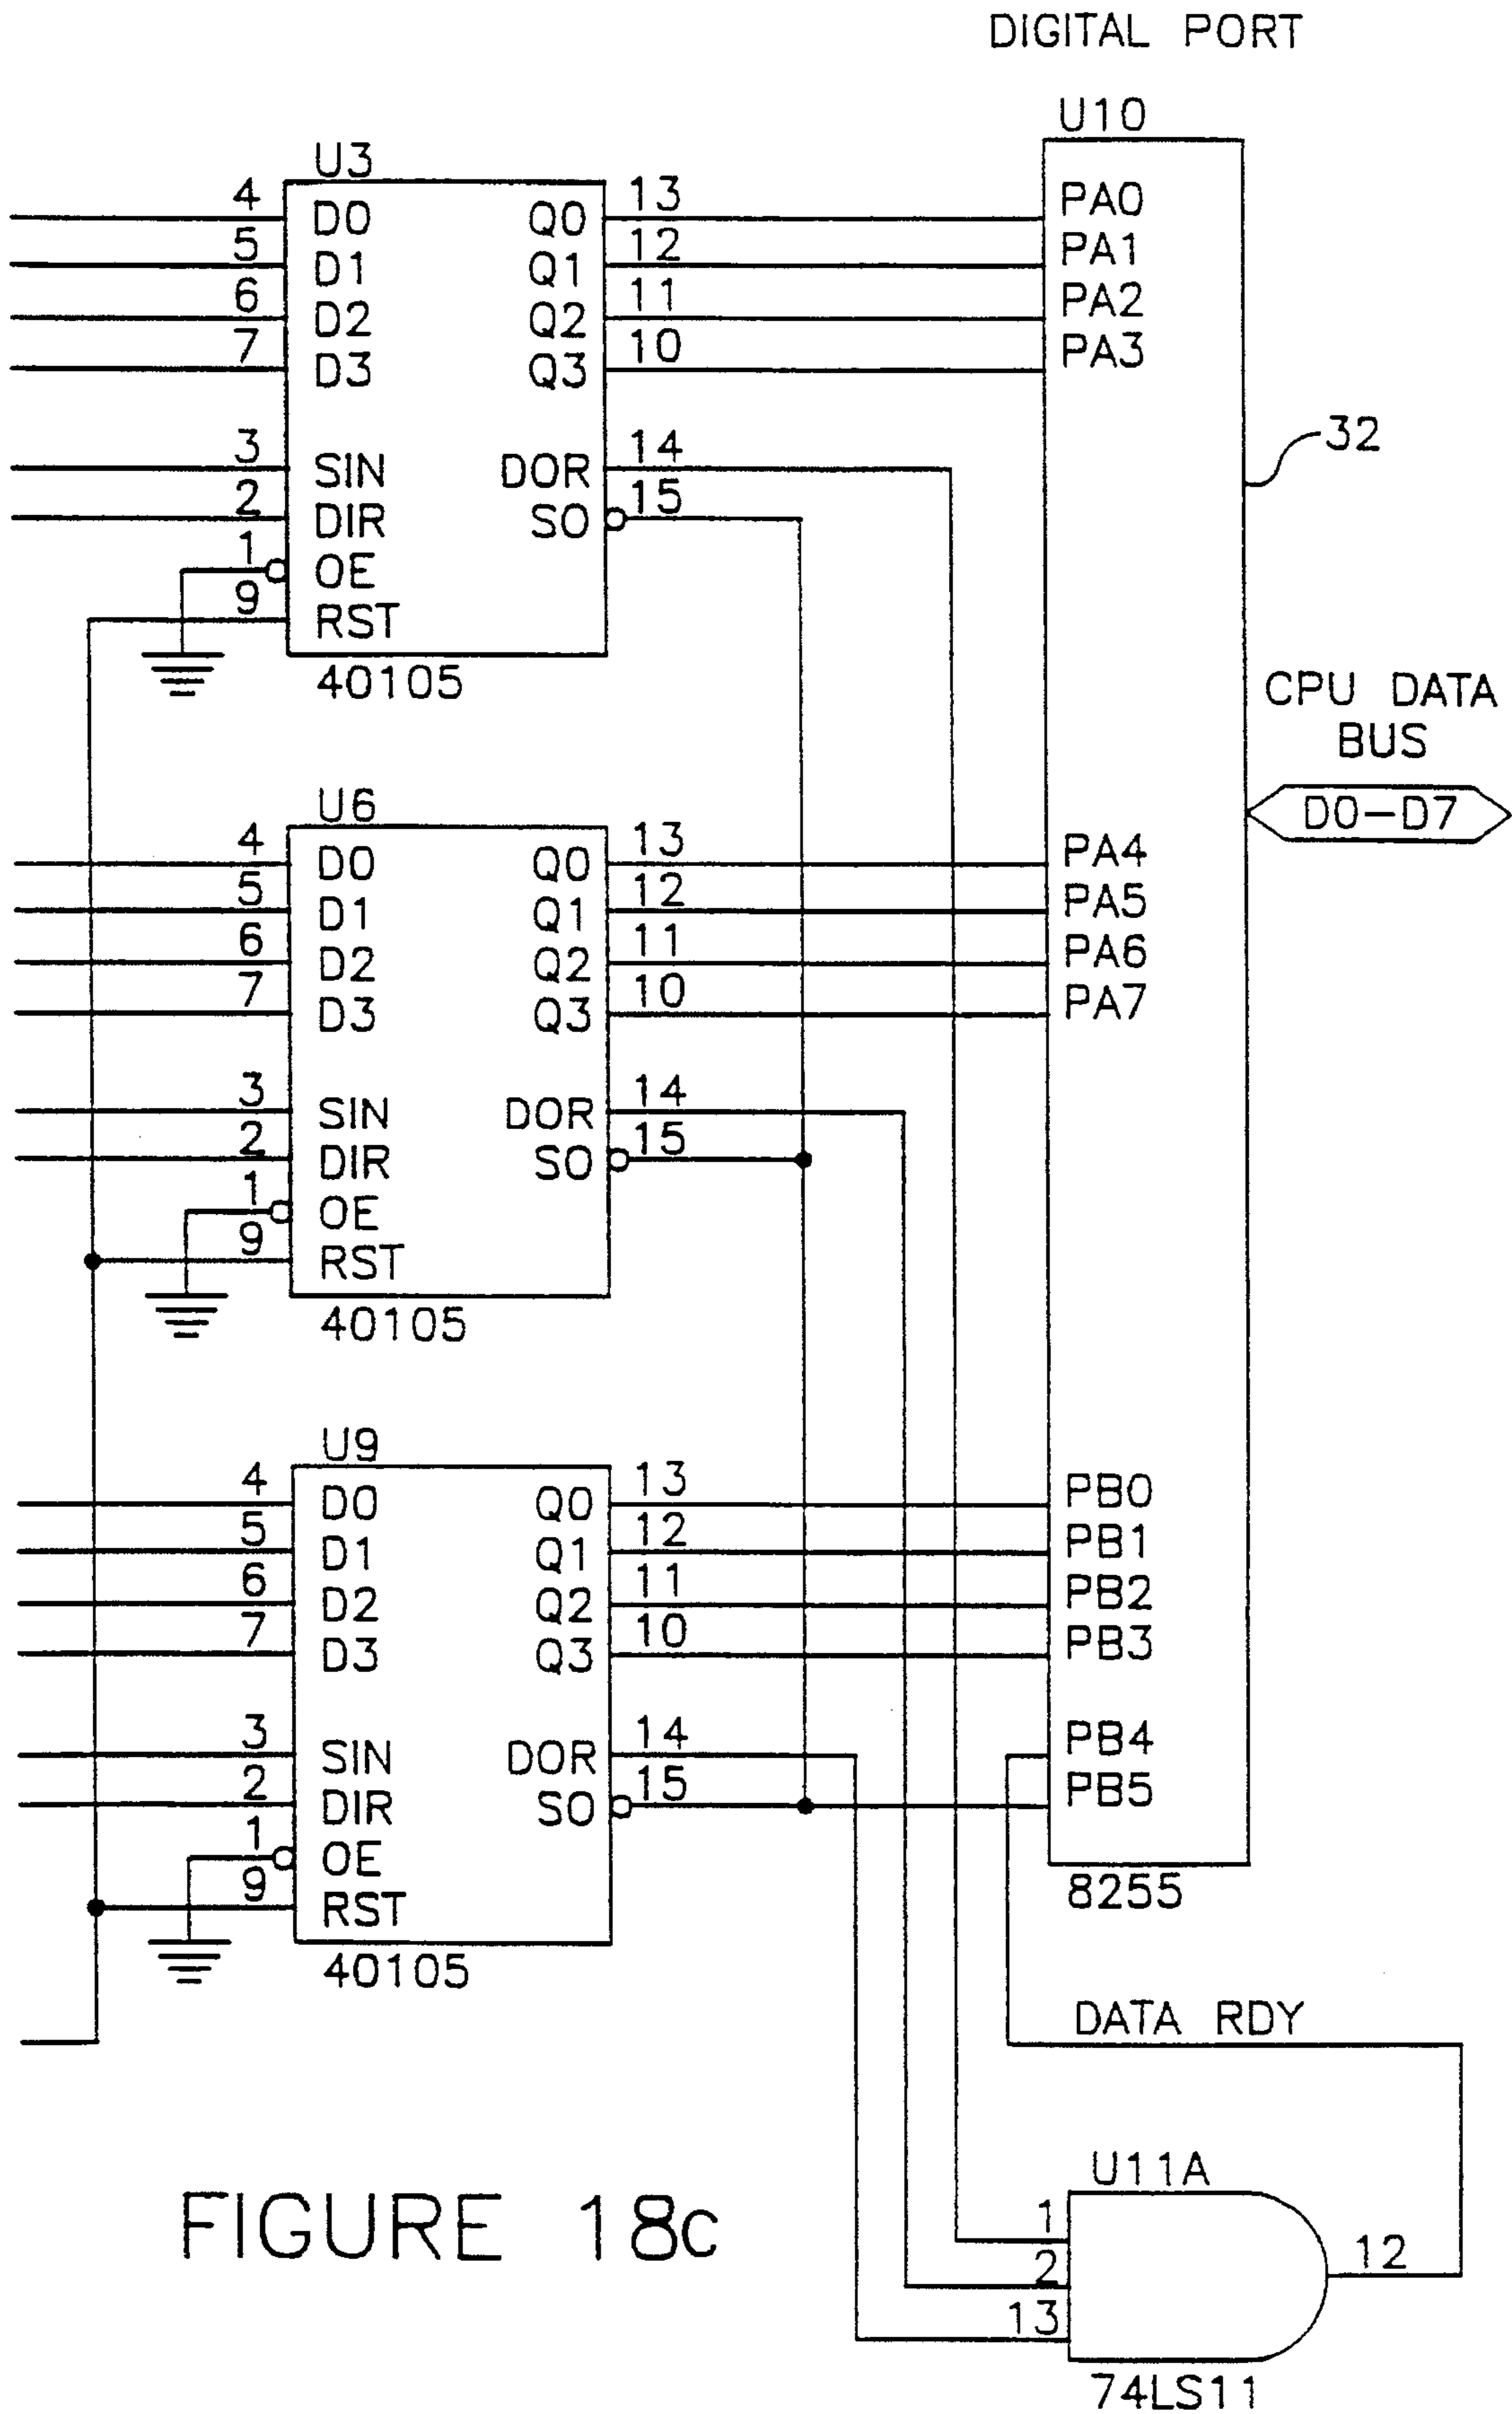 DIGITAL PORT
U10
U3
4 D0 Q0 13 PA0
5 D1 Q1 12 PA1
6 D2 Q2 11 PA2
7 D3 Q3 10 PA3
32
3 SIN DOR 14
2 DIR SO 15
1 OE
9 RST
40105
CPU DATA
BUS
D0-D7
U6
4 D0 Q0 13 PA4
5 D1 Q1 12 PA5
6 D2 Q2 11 PA6
7 D3 Q3 10 PA7
3 SIN DOR 14
2 DIR SO 15
1 OE
9 RST
40105
U9
4 D0 Q0 13 PB0
5 D1 Q1 12 PB1
6 D2 Q2 11 PB2
7 D3 Q3 10 PB3
3 SIN DOR 14 PB4
2 DIR SO 15 PB5
1 OE
9 RST
8255
40105
DATA RDY
U11A
1
2
13
12
74LS11
FIGURE 18c